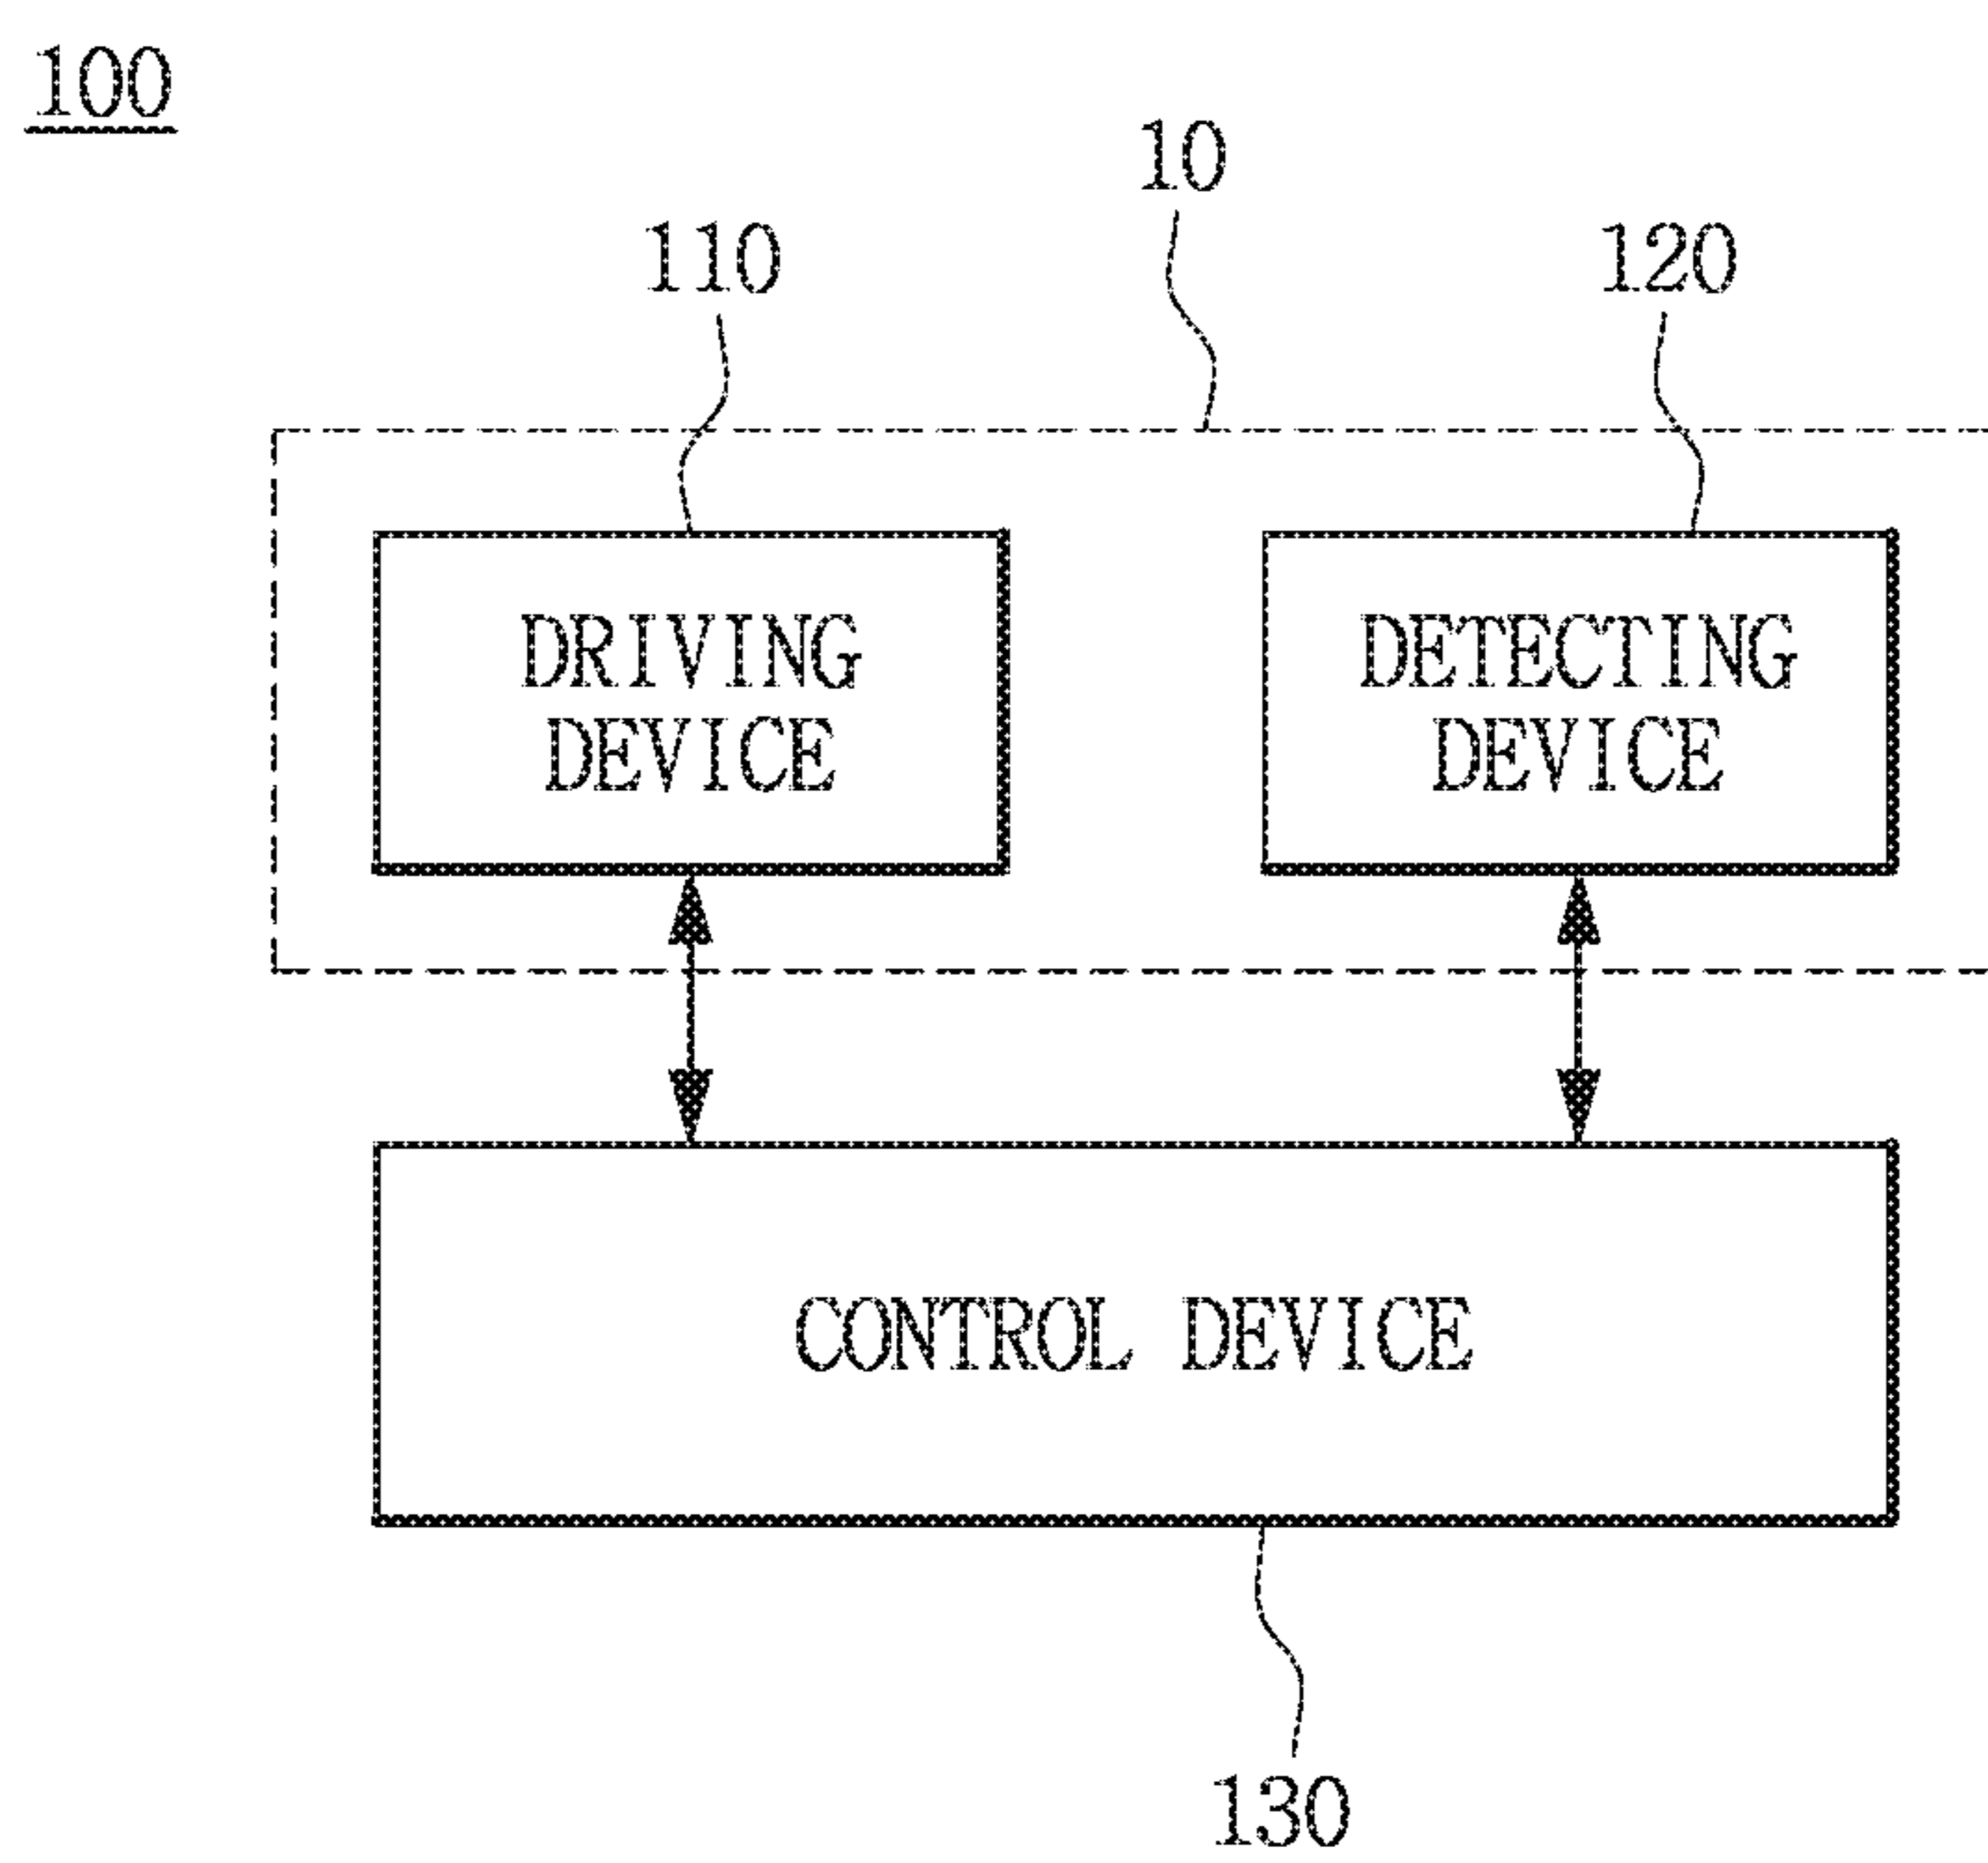 100
10
110
120
DRIVING
DEVICE
DETECTING
DEVICE
CONTROL DEVICE
130